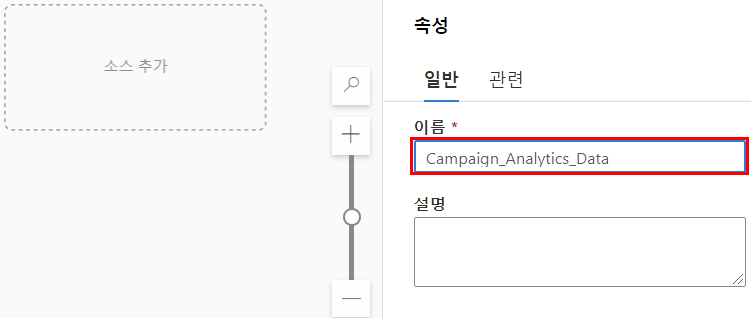 소스 추가
속성
일반 관련
이름 *
Campaign_Analytics_Data
설명